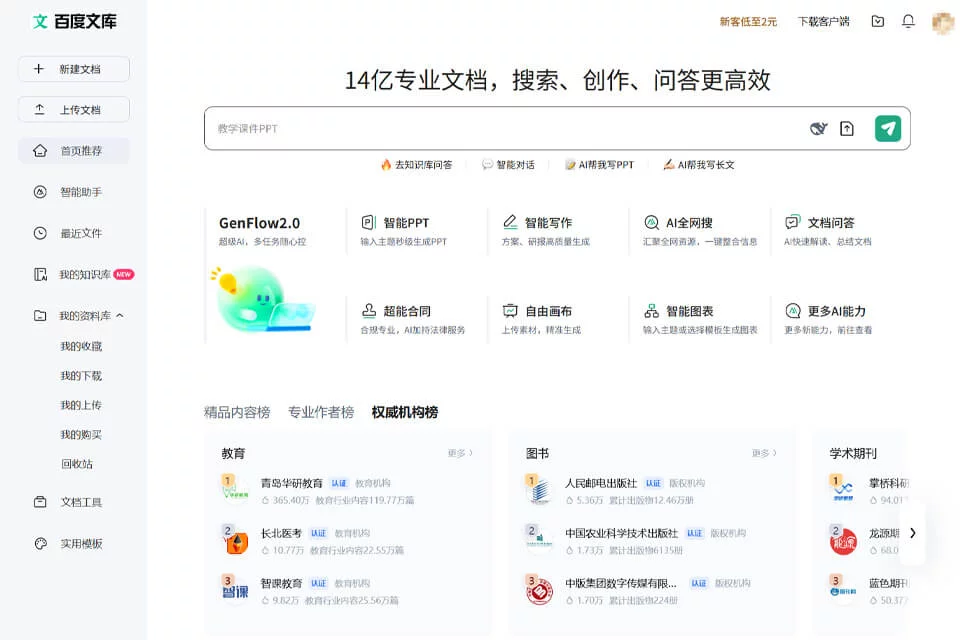 百度文库
新建文档
上传文档
首页推荐
智能助手
最近文件
我的知识库 NEW
我的资料库
我的收藏
我的下载
我的上传
我的购买
回收站
文档工具
实用模板
新客低至2元 下载客户端
14亿专业文档，搜索、创作、问答更高效
教学课件PPT
去知识库问答 智能对话 AI帮我写PPT AI帮我写长文
GenFlow2.0
超级AI，多任务随心控
智能PPT
输入主题秒级生成PPT
智能写作
方案、研报高质量生成
AI全网搜
汇聚全网资源，一键整合信息
文档问答
AI快速解读、总结文档
超能合同
合规专业，AI加持法律服务
自由画布
上传素材，精准生成
智能图表
输入主题或选择模板生成图表
更多AI能力
更多新能力，前往查看
精品内容榜 专业作者榜 权威机构榜
教育 更多
1 青岛华研教育 认证 教育机构
365.40万 教育行业内容119.77万篇
2 长北医考 认证 教育机构
10.77万 教育行业内容22.55万篇
3 智课教育 认证 教育机构
9.82万 教育行业内容25.56万篇
图书 更多
1 人民邮电出版社 认证 版权机构
5.36万 累计出版物12.46万册
2 中国农业科学技术出版社 认证 版权机构
1.73万 累计出版物6135册
3 中版集团数字传媒有限... 认证 版权机构
1.70万 累计出版物224册
学术期刊
1 掌桥科研
94.01
2 龙源期
68.0
3 蓝色期刊
50.37